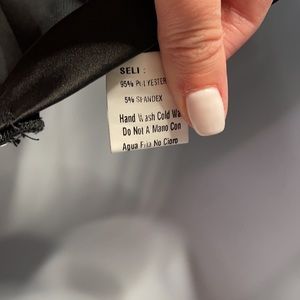 SELI :
95% POLYESTER
5% SPANDEX
Hand Wash Cold Wa
Do Not A Mano Con
Agua Fria No Cloro